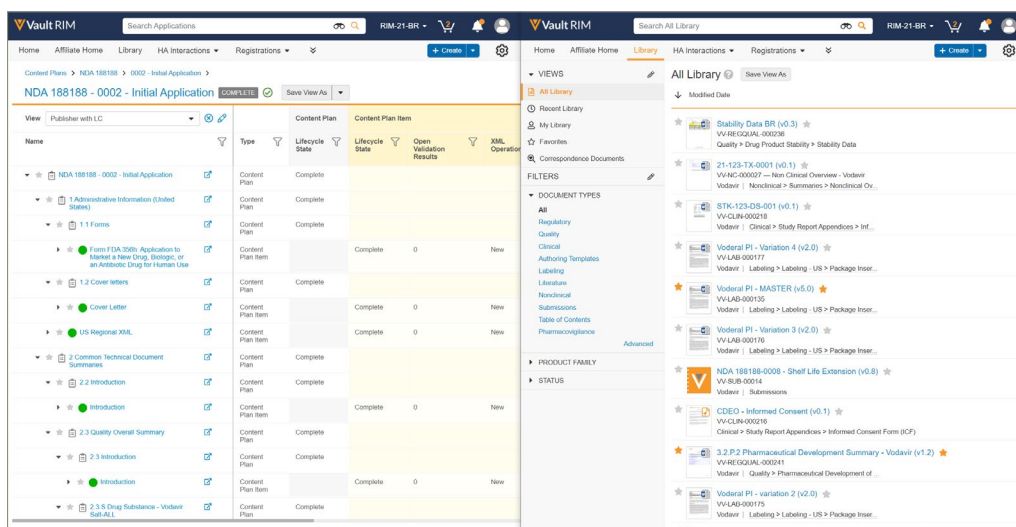 Vault RIM
Search Applications
RIM-21-BR
2
Home Affiliate Home Library HA Interactions Registrations
+ Create
Content Plans > NDA 188188 > 0002 - Initial Application >
NDA 188188 - 0002 - Initial Application COMPLETE Save View As
View Publisher with LC
Content Plan Content Plan Item
Name Type Lifecycle State Lifecycle State Open Validation Results XML Operation
NDA 188188 - 0002 - Initial Application Content Plan Complete
1 Administrative Information (United States) Content Plan Complete
1.1 Forms Content Plan Complete
Form FDA 356h: Application to Market a New Drug, Biologic, or an Antibiotic Drug for Human Use Content Plan Item Complete 0 New
1.2 Cover letters Content Plan Complete
Cover Letter Content Plan Item Complete 0 New
US Regional XML Content Plan Item Complete 0 New
2 Common Technical Document Summaries Content Plan Complete
2.2 Introduction Content Plan Complete
Introduction Content Plan Item Complete 0 New
2.3 Quality Overall Summary Content Plan Complete
2.3 Introduction Content Plan Complete
Introduction Content Plan Item Complete 0 New
2.3.S Drug Substance - Vodavir Salt-ALL Content Plan Complete
Vault RIM
Search All Library
RIM-21-BR
2
Home Affiliate Home Library HA Interactions Registrations
+ Create
VIEWS
All Library
Recent Library
My Library
Favorites
Correspondence Documents
FILTERS
DOCUMENT TYPES
All
Regulatory
Quality
Clinical
Authoring Templates
Labeling
Literature
Nonclinical
Submissions
Table of Contents
Pharmacovigilance
Advanced
PRODUCT FAMILY
STATUS
All Library Save View As
Modified Date
Stability Data BR (v0.3)
VV-REGQUAL-000236
Quality > Drug Product Stability > Stability Data
21-123-TX-0001 (v0.1)
VV-NC-000027 — Non Clinical Overview - Vodavir
Vodavir | Nonclinical > Summaries > Nonclinical Ov...
STK-123-DS-001 (v0.1)
VV-CLIN-000218
Vodavir | Clinical > Study Report Appendices > Inf...
Voderal PI - Variation 4 (v2.0)
VV-LAB-000177
Vodavir | Labeling > Labeling - US > Package Inser...
Voderal PI - MASTER (v5.0)
VV-LAB-000135
Vodavir | Labeling > Labeling - US > Package Inser...
Voderal PI - Variation 3 (v2.0)
VV-LAB-000176
Vodavir | Labeling > Labeling - US > Package Inser...
NDA 188188-0008 - Shelf Life Extension (v0.8)
VV-SUB-00014
Vodavir | Submissions
CDEO - Informed Consent (v0.1)
VV-CLIN-000216
Clinical > Study Report Appendices > Informed Consent Form (ICF)
3.2.P.2 Pharmaceutical Development Summary - Vodavir (v1.2)
VV-REGQUAL-000241
Vodavir | Quality > Pharmaceutical Development of ...
Voderal PI - variation 2 (v2.0)
VV-LAB-000175
Vodavir | Labeling > Labeling - US > Package Inser...